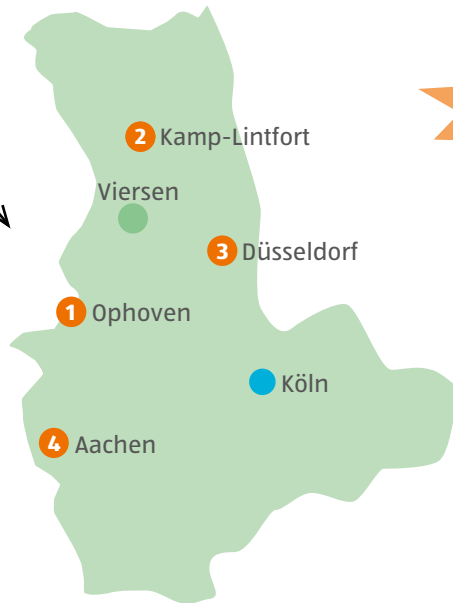 2 Kamp-Lintfort
Viersen
3 Düsseldorf
1 Ophoven
Köln
4 Aachen